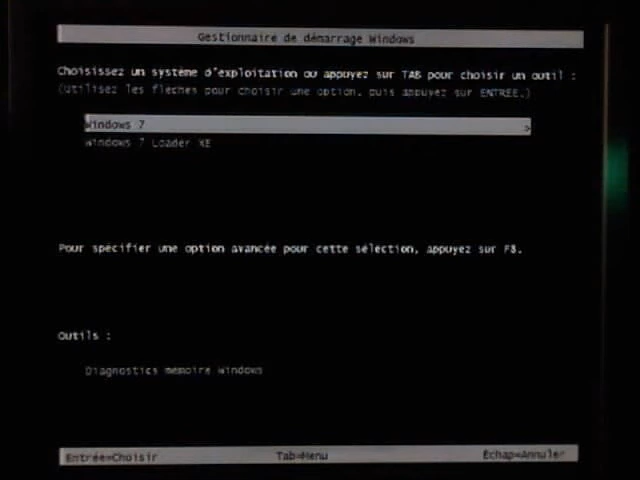 Gestionnaire de démarrage Windows
Choisissez un système d'exploitation ou appuyez sur TAB pour choisir un outil :
(Utilisez les flèches pour choisir une option, puis appuyez sur ENTREE.)
Windows 7 >
Windows 7 Loader XE
Pour spécifier une option avancée pour cette sélection, appuyez sur F8.
Outils :
Diagnostics mémoire Windows
Entrée=Choisir Tab=Menu Échap=Annuler